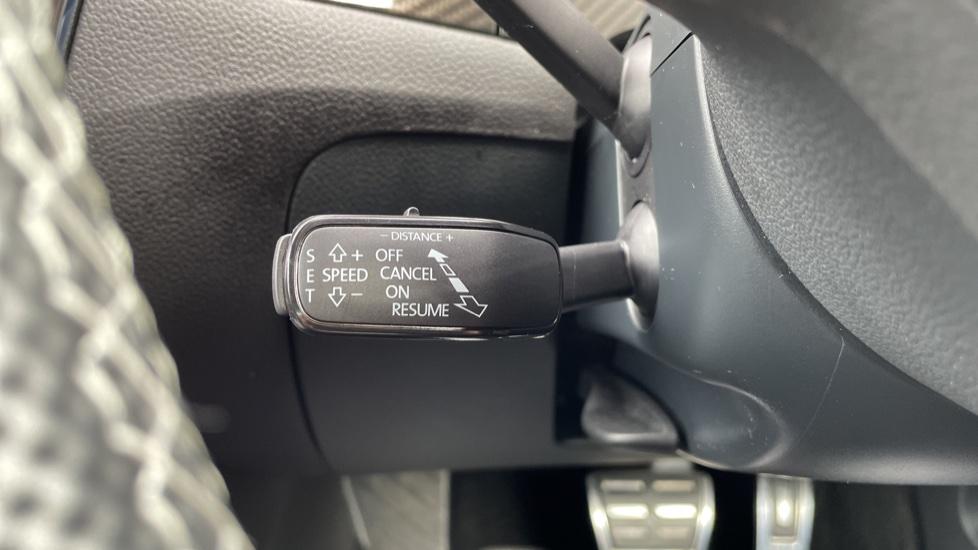 − DISTANCE +
S + OFF
E SPEED CANCEL
T − ON
RESUME